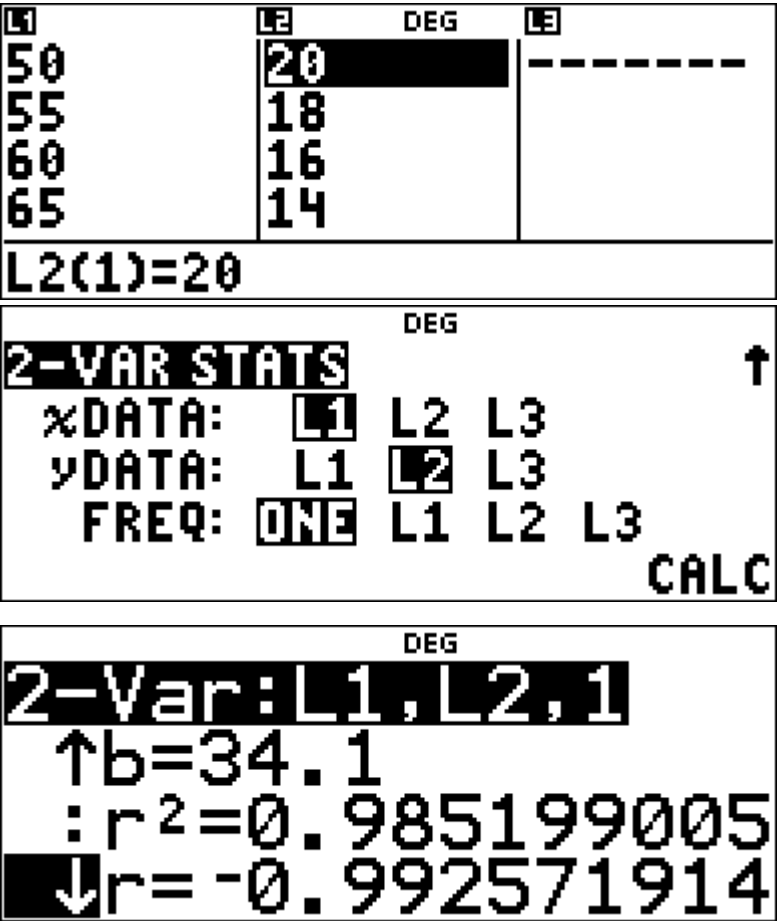 L1 L2 DEG L3
50 20 -------
55 18
60 16
65 14
L2(1)=20
DEG
2-VAR STATS ↑
xDATA: L1 L2 L3
yDATA: L1 L2 L3
FREQ: ONE L1 L2 L3
CALC
DEG
2-Var:L1,L2,1
↑b=34.1
:r²=0.985199005
↓r=-0.992571914